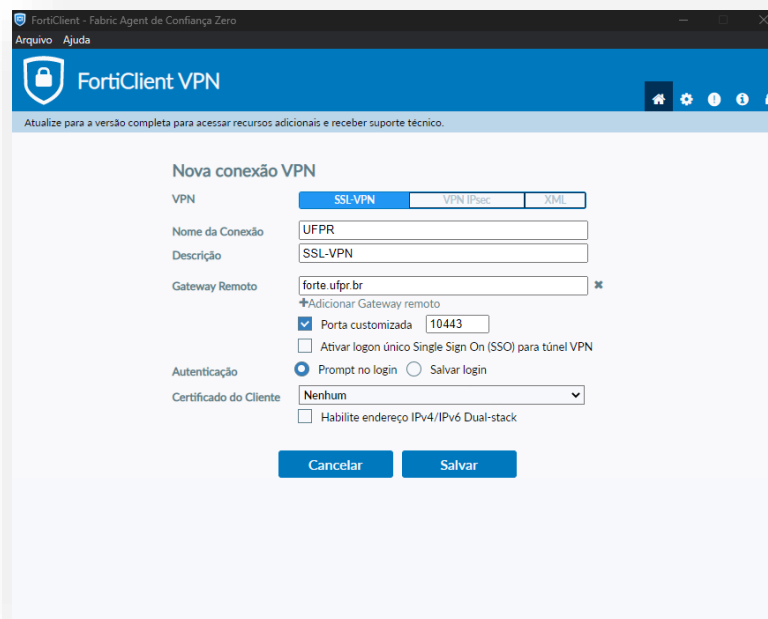 FortiClient - Fabric Agent de Confiança Zero
Arquivo Ajuda
FortiClient VPN
Atualize para a versão completa para acessar recursos adicionais e receber suporte técnico.
Nova conexão VPN
VPN SSL-VPN VPN IPsec XML
Nome da Conexão UFPR
Descrição SSL-VPN
Gateway Remoto forte.ufpr.br
+Adicionar Gateway remoto
Porta customizada 10443
Ativar logon único Single Sign On (SSO) para túnel VPN
Autenticação Prompt no login Salvar login
Certificado do Cliente Nenhum
Habilite endereço IPv4/IPv6 Dual-stack
Cancelar Salvar